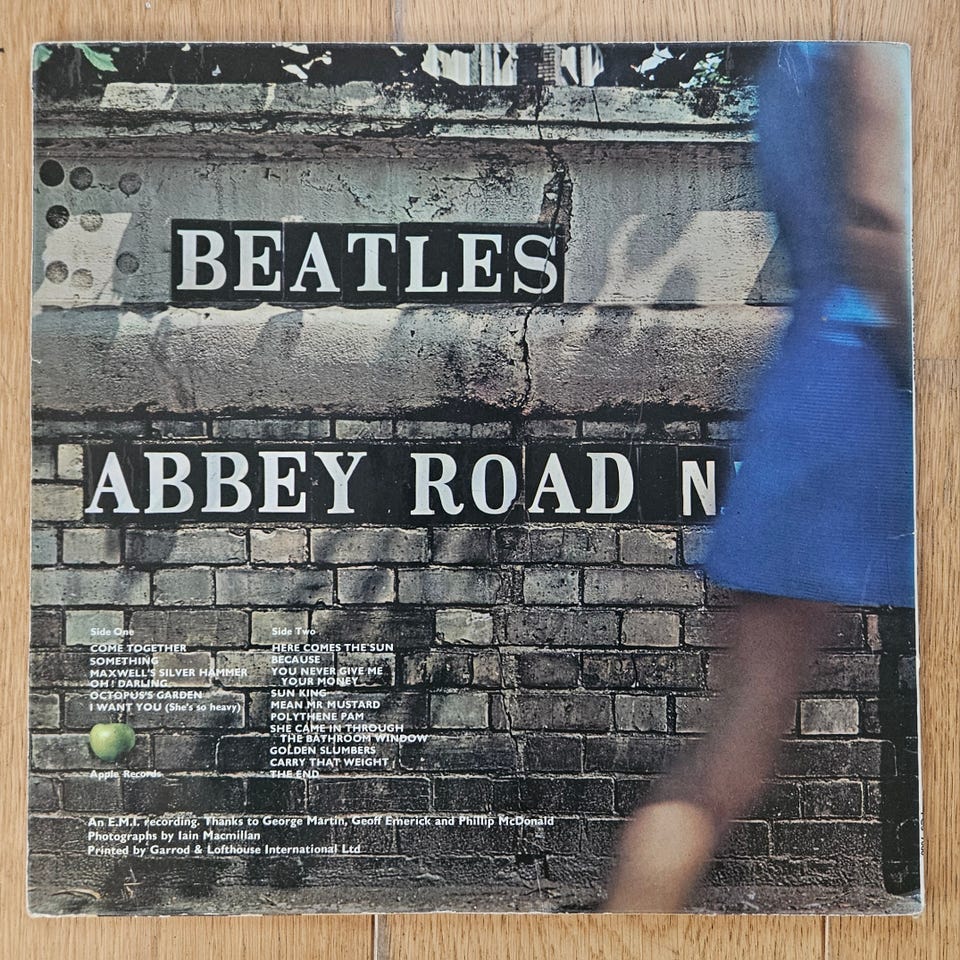 BEATLES
ABBEY ROAD N
Side One
COME TOGETHER
SOMETHING
MAXWELL'S SILVER HAMMER
OH! DARLING
OCTOPUS'S GARDEN
I WANT YOU (She's so heavy)
Apple Records
Side Two
HERE COMES THE SUN
BECAUSE
YOU NEVER GIVE ME
YOUR MONEY
SUN KING
MEAN MR MUSTARD
POLYTHENE PAM
SHE CAME IN THROUGH
THE BATHROOM WINDOW
GOLDEN SLUMBERS
CARRY THAT WEIGHT
THE END
An E.M.I. recording. Thanks to George Martin, Geoff Emerick and Phillip McDonald
Photographs by Iain Macmillan
Printed by Garrod & Lofthouse International Ltd